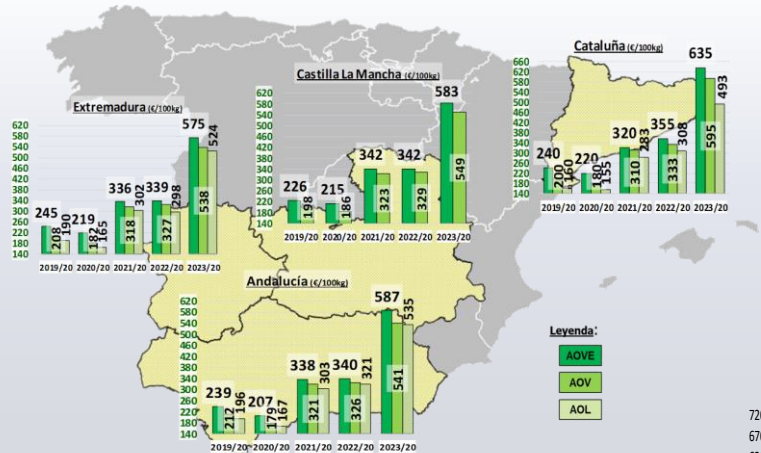 Cataluña (€/100kg)
660
620
580
540
500
460
420
380
340
300
260
220
180
140
240 200 160
220 180 155
320 310 283
355 333 308
635 595 493
2019/20 2020/20 2021/20 2022/20 2023/20
Castilla La Mancha (€/100kg)
620
580
540
500
460
420
380
340
300
260
220
180
140
226 198
215 186
342 323
342 329
583 549
2019/20 2020/20 2021/20 2022/20 2023/20
Extremadura (€/100kg)
620
580
540
500
460
420
380
340
300
260
220
180
140
245 208 190
219 182 165
336 318 302
339 327 298
575 538 524
2019/20 2020/20 2021/20 2022/20 2023/20
Andalucía (€/100kg)
620
580
540
500
460
420
380
340
300
260
220
180
140
239 212 196
207 179 167
338 321 303
340 326 321
587 541 535
2019/20 2020/20 2021/20 2022/20 2023/20
Leyenda:
AOVE
AOV
AOL
720
670